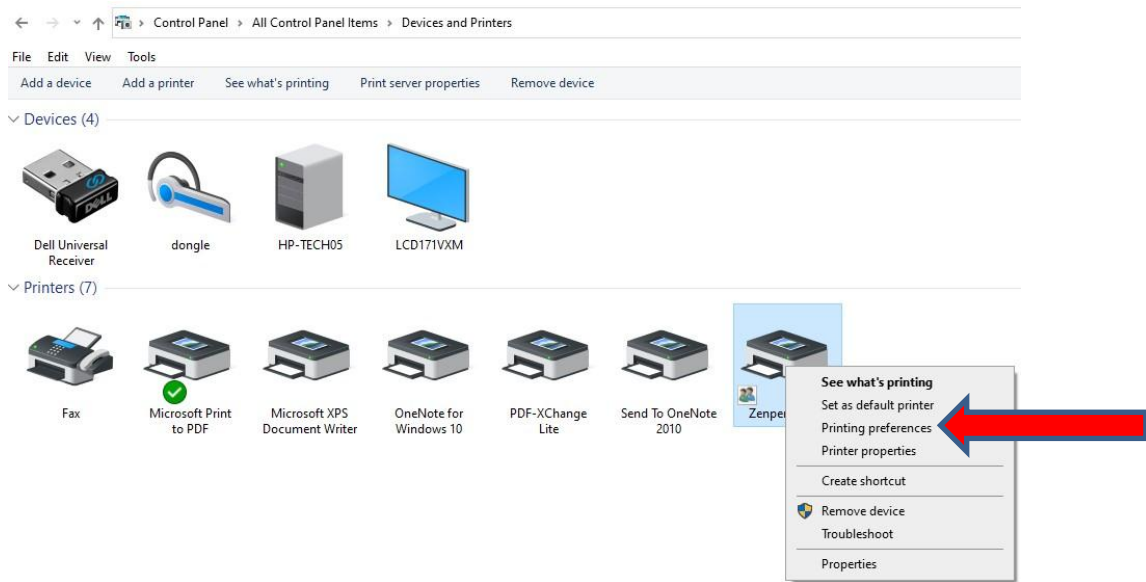 Control Panel > All Control Panel Items > Devices and Printers
File Edit View Tools
Add a device Add a printer See what's printing Print server properties Remove device
Devices (4)
DELL
Dell Universal
Receiver
dongle
HP-TECH05
LCD171VXM
Printers (7)
Fax
Microsoft Print
to PDF
Microsoft XPS
Document Writer
OneNote for
Windows 10
PDF-XChange
Lite
Send To OneNote
2010
Zenper
See what's printing
Set as default printer
Printing preferences
Printer properties
Create shortcut
Remove device
Troubleshoot
Properties